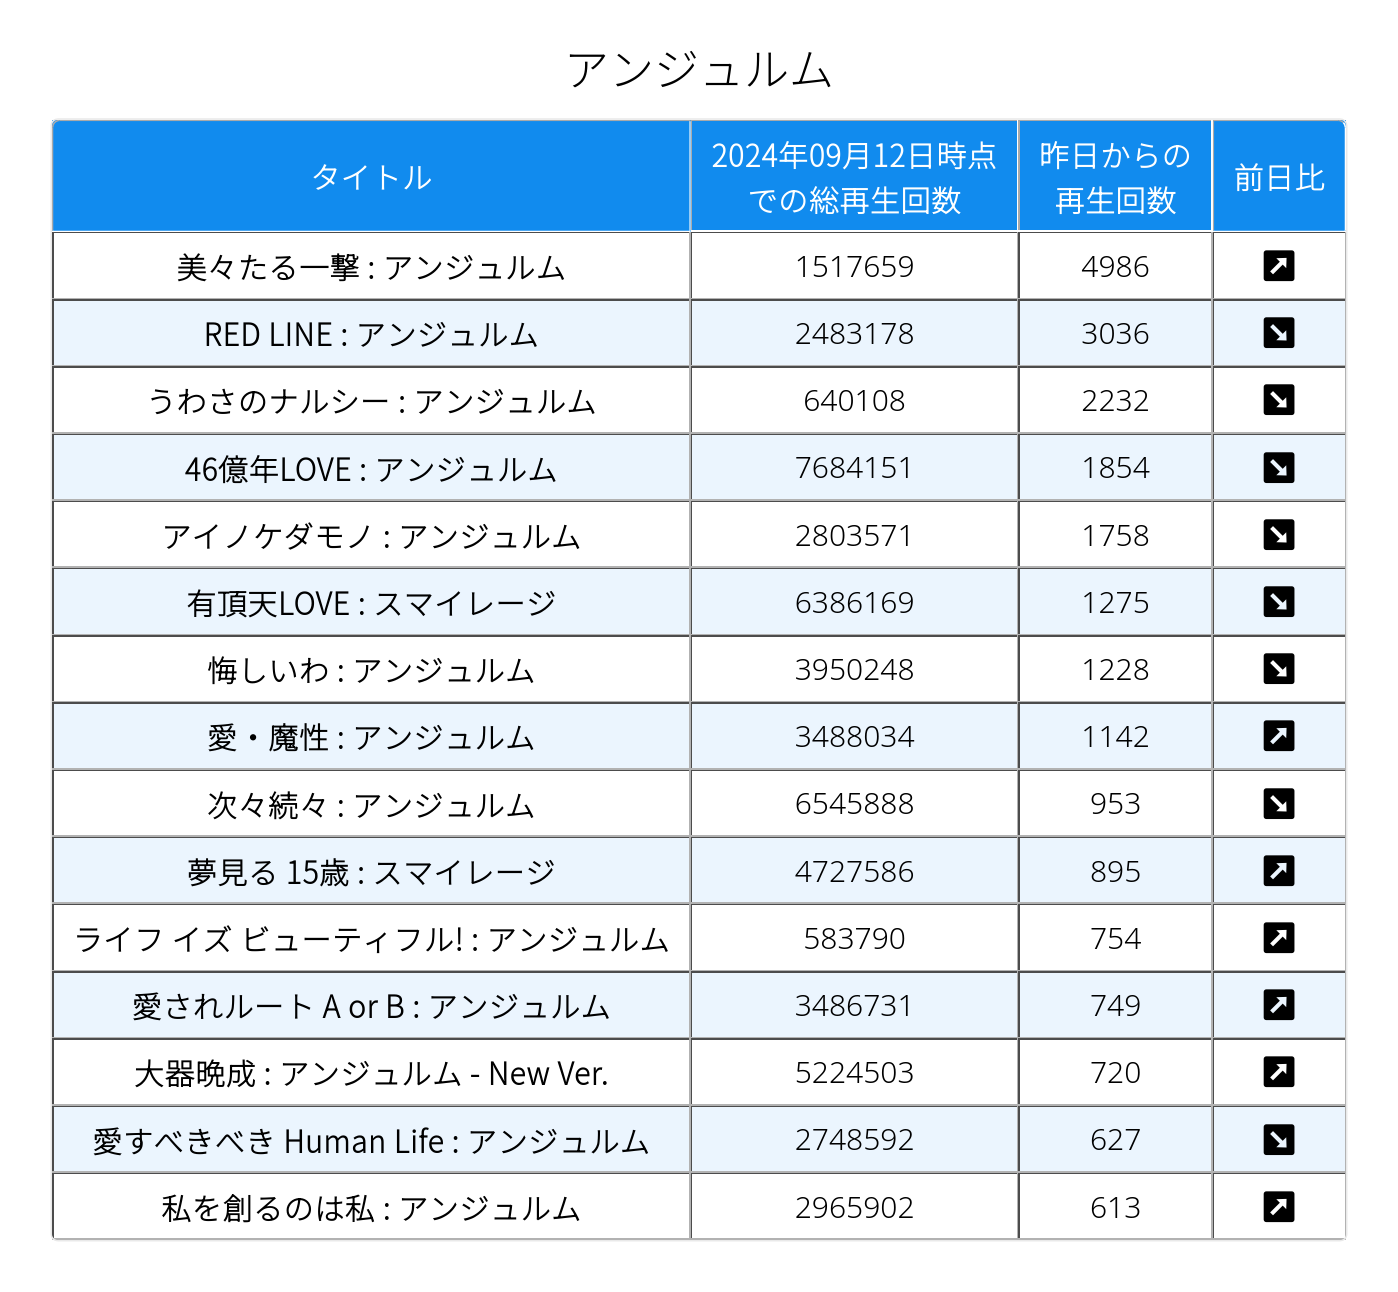 アンジュルム
タイトル 2024年09月12日時点での総再生回数 昨日からの再生回数 前日比
美々たる一撃 : アンジュルム 1517659 4986 ↗
RED LINE : アンジュルム 2483178 3036 ↘
うわさのナルシー : アンジュルム 640108 2232 ↘
46億年LOVE : アンジュルム 7684151 1854 ↘
アイノケダモノ : アンジュルム 2803571 1758 ↘
有頂天LOVE : スマイレージ 6386169 1275 ↘
悔しいわ : アンジュルム 3950248 1228 ↘
愛・魔性 : アンジュルム 3488034 1142 ↗
次々続々 : アンジュルム 6545888 953 ↘
夢見る 15歳 : スマイレージ 4727586 895 ↗
ライフ イズ ビューティフル! : アンジュルム 583790 754 ↗
愛されルート A or B : アンジュルム 3486731 749 ↗
大器晩成 : アンジュルム - New Ver. 5224503 720 ↗
愛すべきべき Human Life : アンジュルム 2748592 627 ↘
私を創るのは私 : アンジュルム 2965902 613 ↗